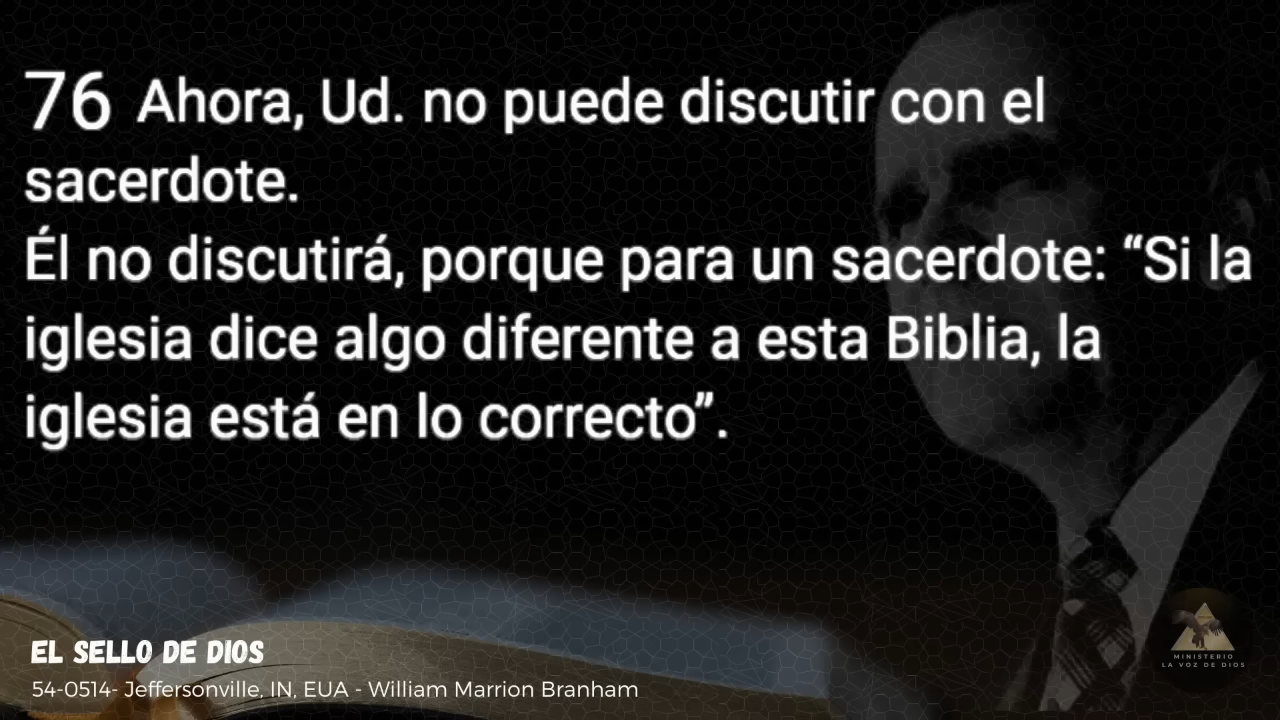 76 Ahora, Ud. no puede discutir con el
sacerdote.
Él no discutirá, porque para un sacerdote: “Si la
iglesia dice algo diferente a esta Biblia, la
iglesia está en lo correcto”.
EL SELLO DE DIOS
54-0514- Jeffersonville, IN, EUA - William Marrion Branham
MINISTERIO
LA VOZ DE DIOS